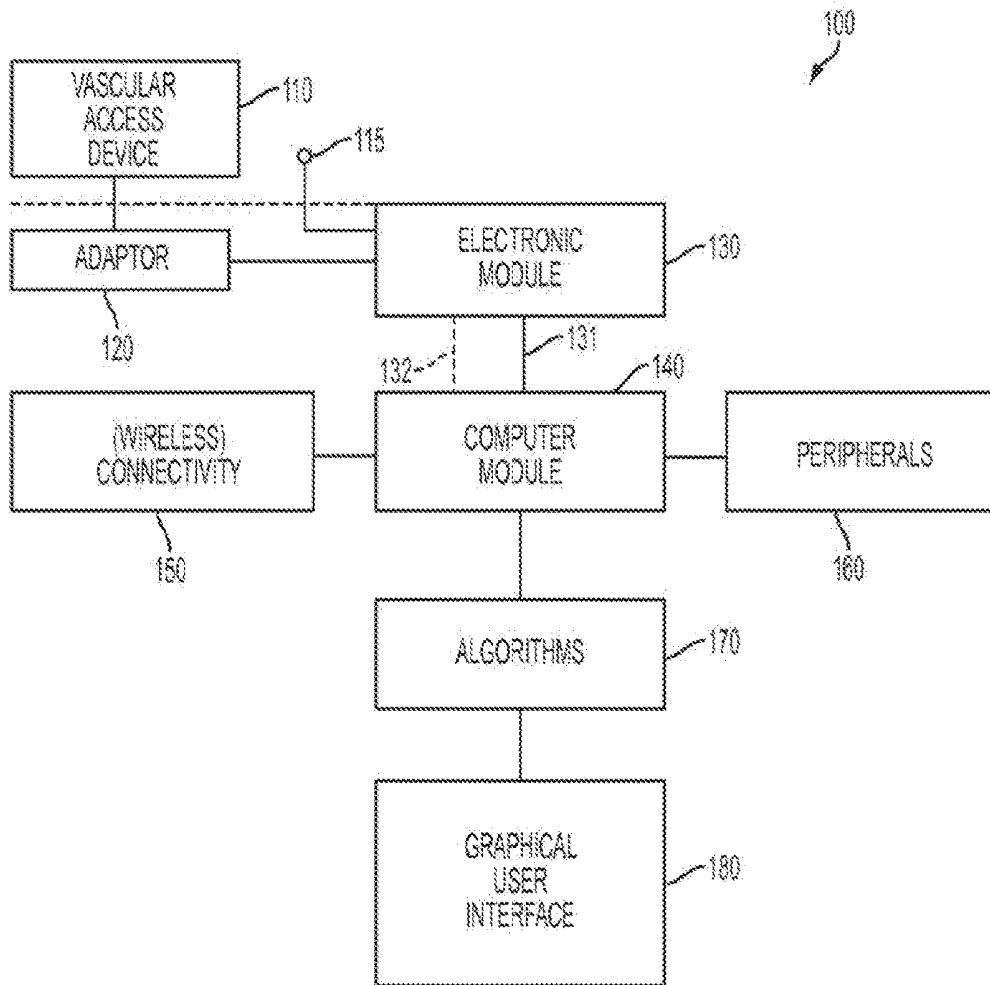 100
VASCULAR
ACCESS
DEVICE
110
115
ADAPTOR
ELECTRONIC
MODULE
130
120
132
131
140
(WIRELESS)
CONNECTIVITY
COMPUTER
MODULE
PERIPHERALS
150
160
ALGORITHMS
170
GRAPHICAL
USER
INTERFACE
180